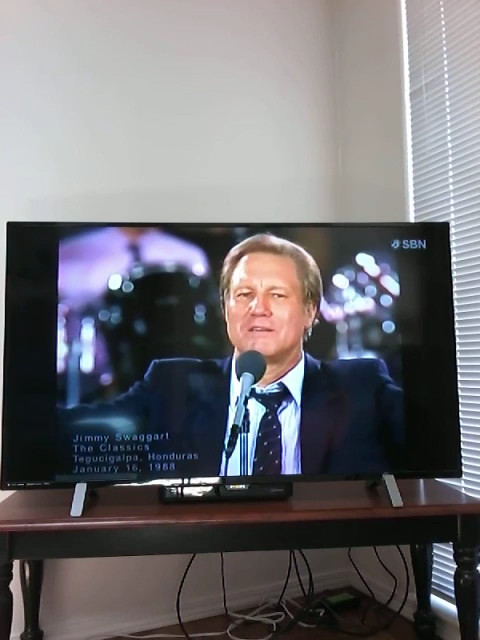 SBN
Jimmy Swaggart
The Classics
Tegucigalpa, Honduras
January 16, 1988